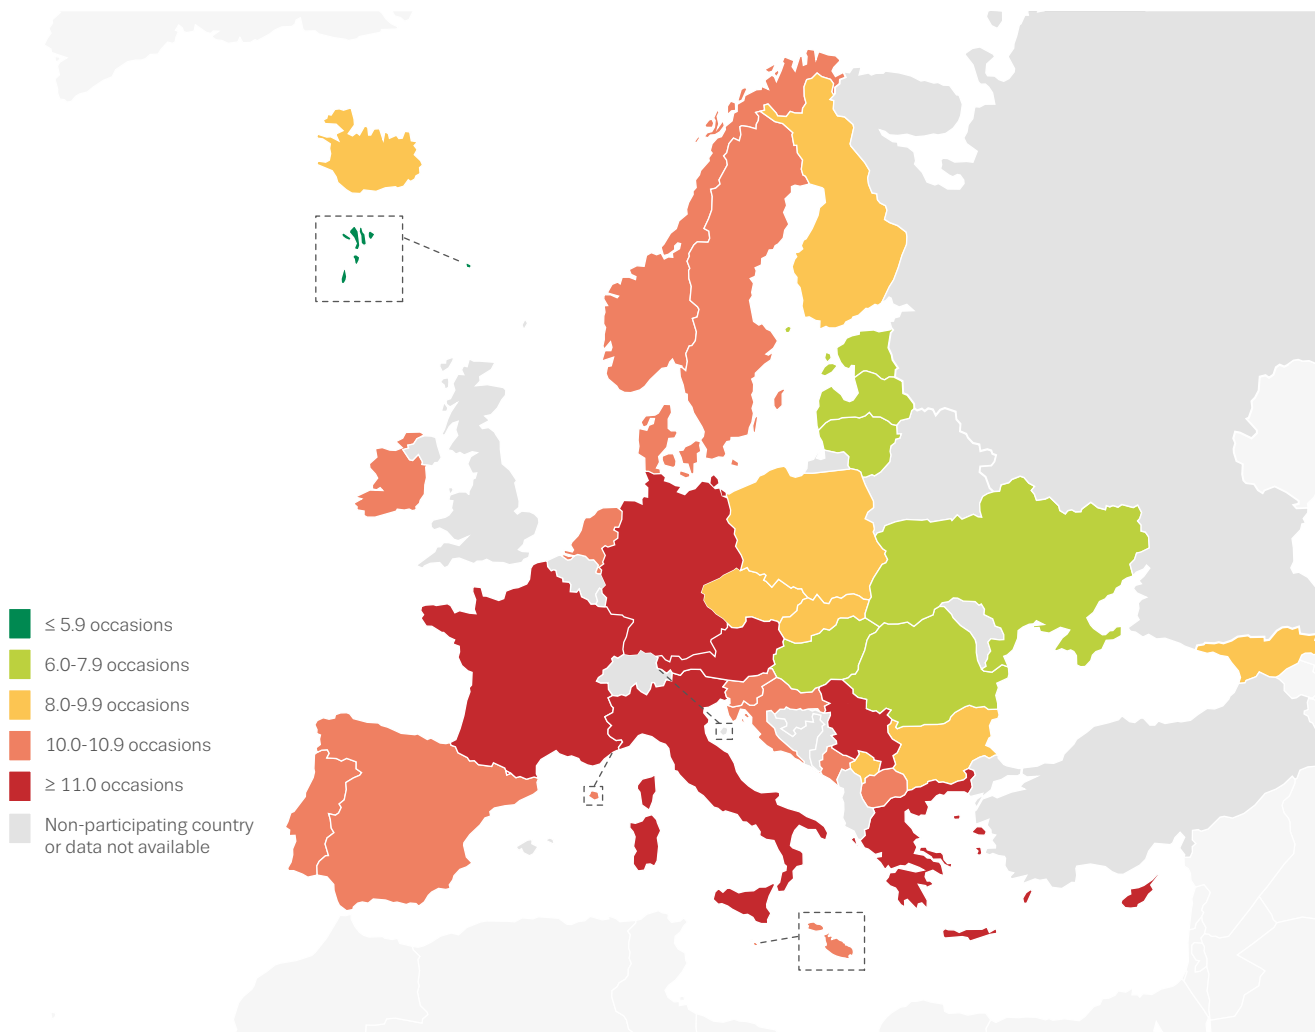 ≤ 5.9 occasions
6.0-7.9 occasions
8.0-9.9 occasions
10.0-10.9 occasions
≥ 11.0 occasions
Non-participating country
or data not available